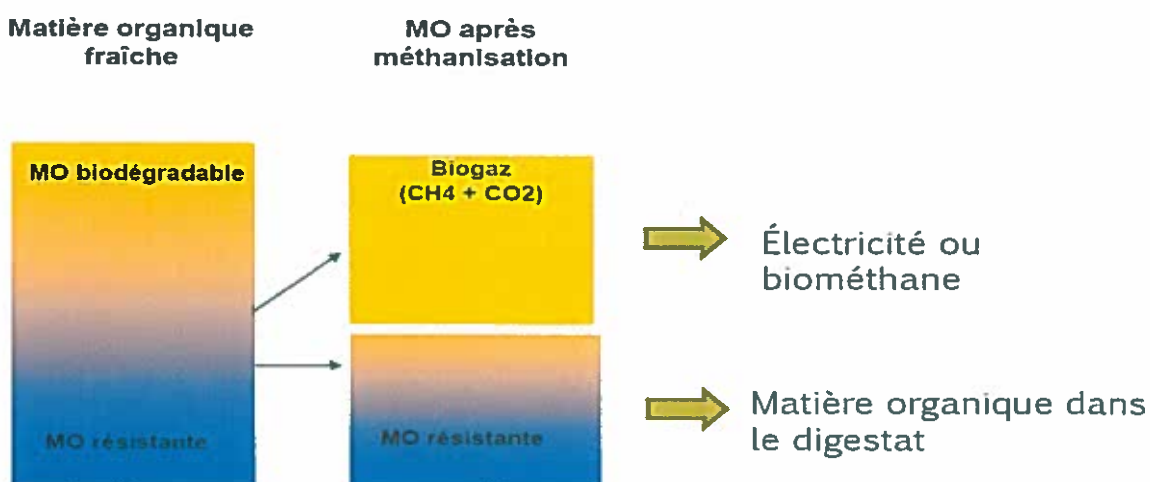 Matière organique
fraîche
MO après
méthanisation
MO biodégradable
MO résistante
Biogaz
(CH4 + CO2)
MO résistante
Électricité ou
biométhane
Matière organique dans
le digestat